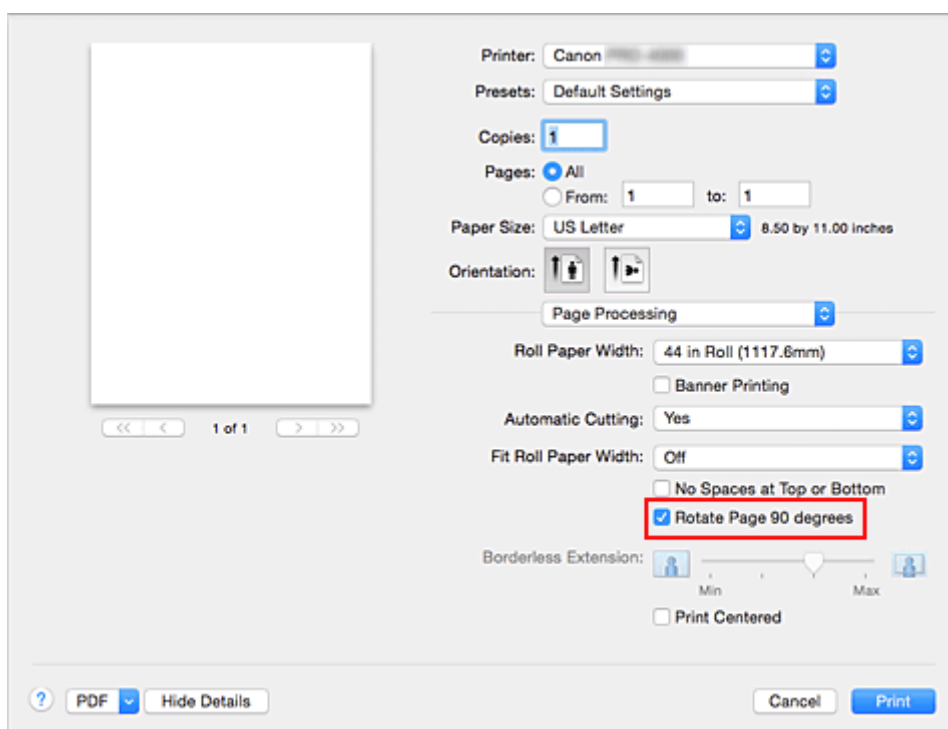 Printer: Canon
Presets: Default Settings
Copies: 1
Pages: All
From: 1 to: 1
Paper Size: US Letter 8.50 by 11.00 inches
Orientation:
Page Processing
Roll Paper Width: 44 in Roll (1117.6mm)
Banner Printing
1 of 1
Automatic Cutting: Yes
Fit Roll Paper Width: Off
No Spaces at Top or Bottom
Rotate Page 90 degrees
Borderless Extension:
Min Max
Print Centered
? PDF Hide Details Cancel Print